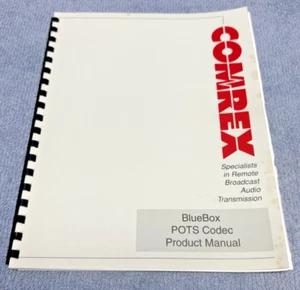 COMREX
Specialists
in Remote
Broadcast
Audio
Transmission
BlueBox
POTS Codec
Product Manual